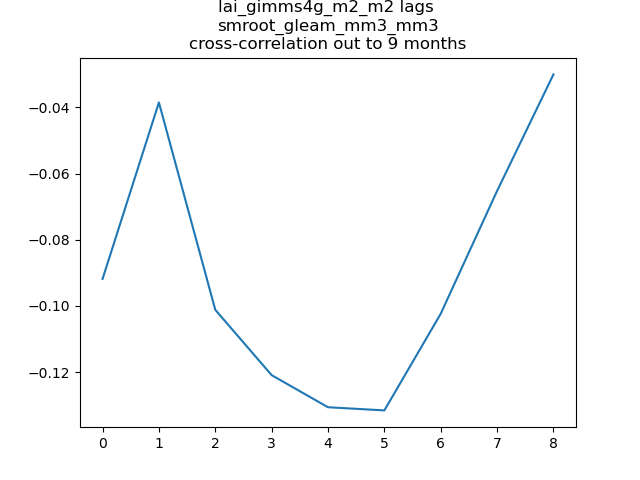 lai_gimms4g_m2_m2 lags
smroot_gleam_mm3_mm3
cross-correlation out to 9 months
−0.04
−0.06
−0.08
−0.10
−0.12
0 1 2 3 4 5 6 7 8